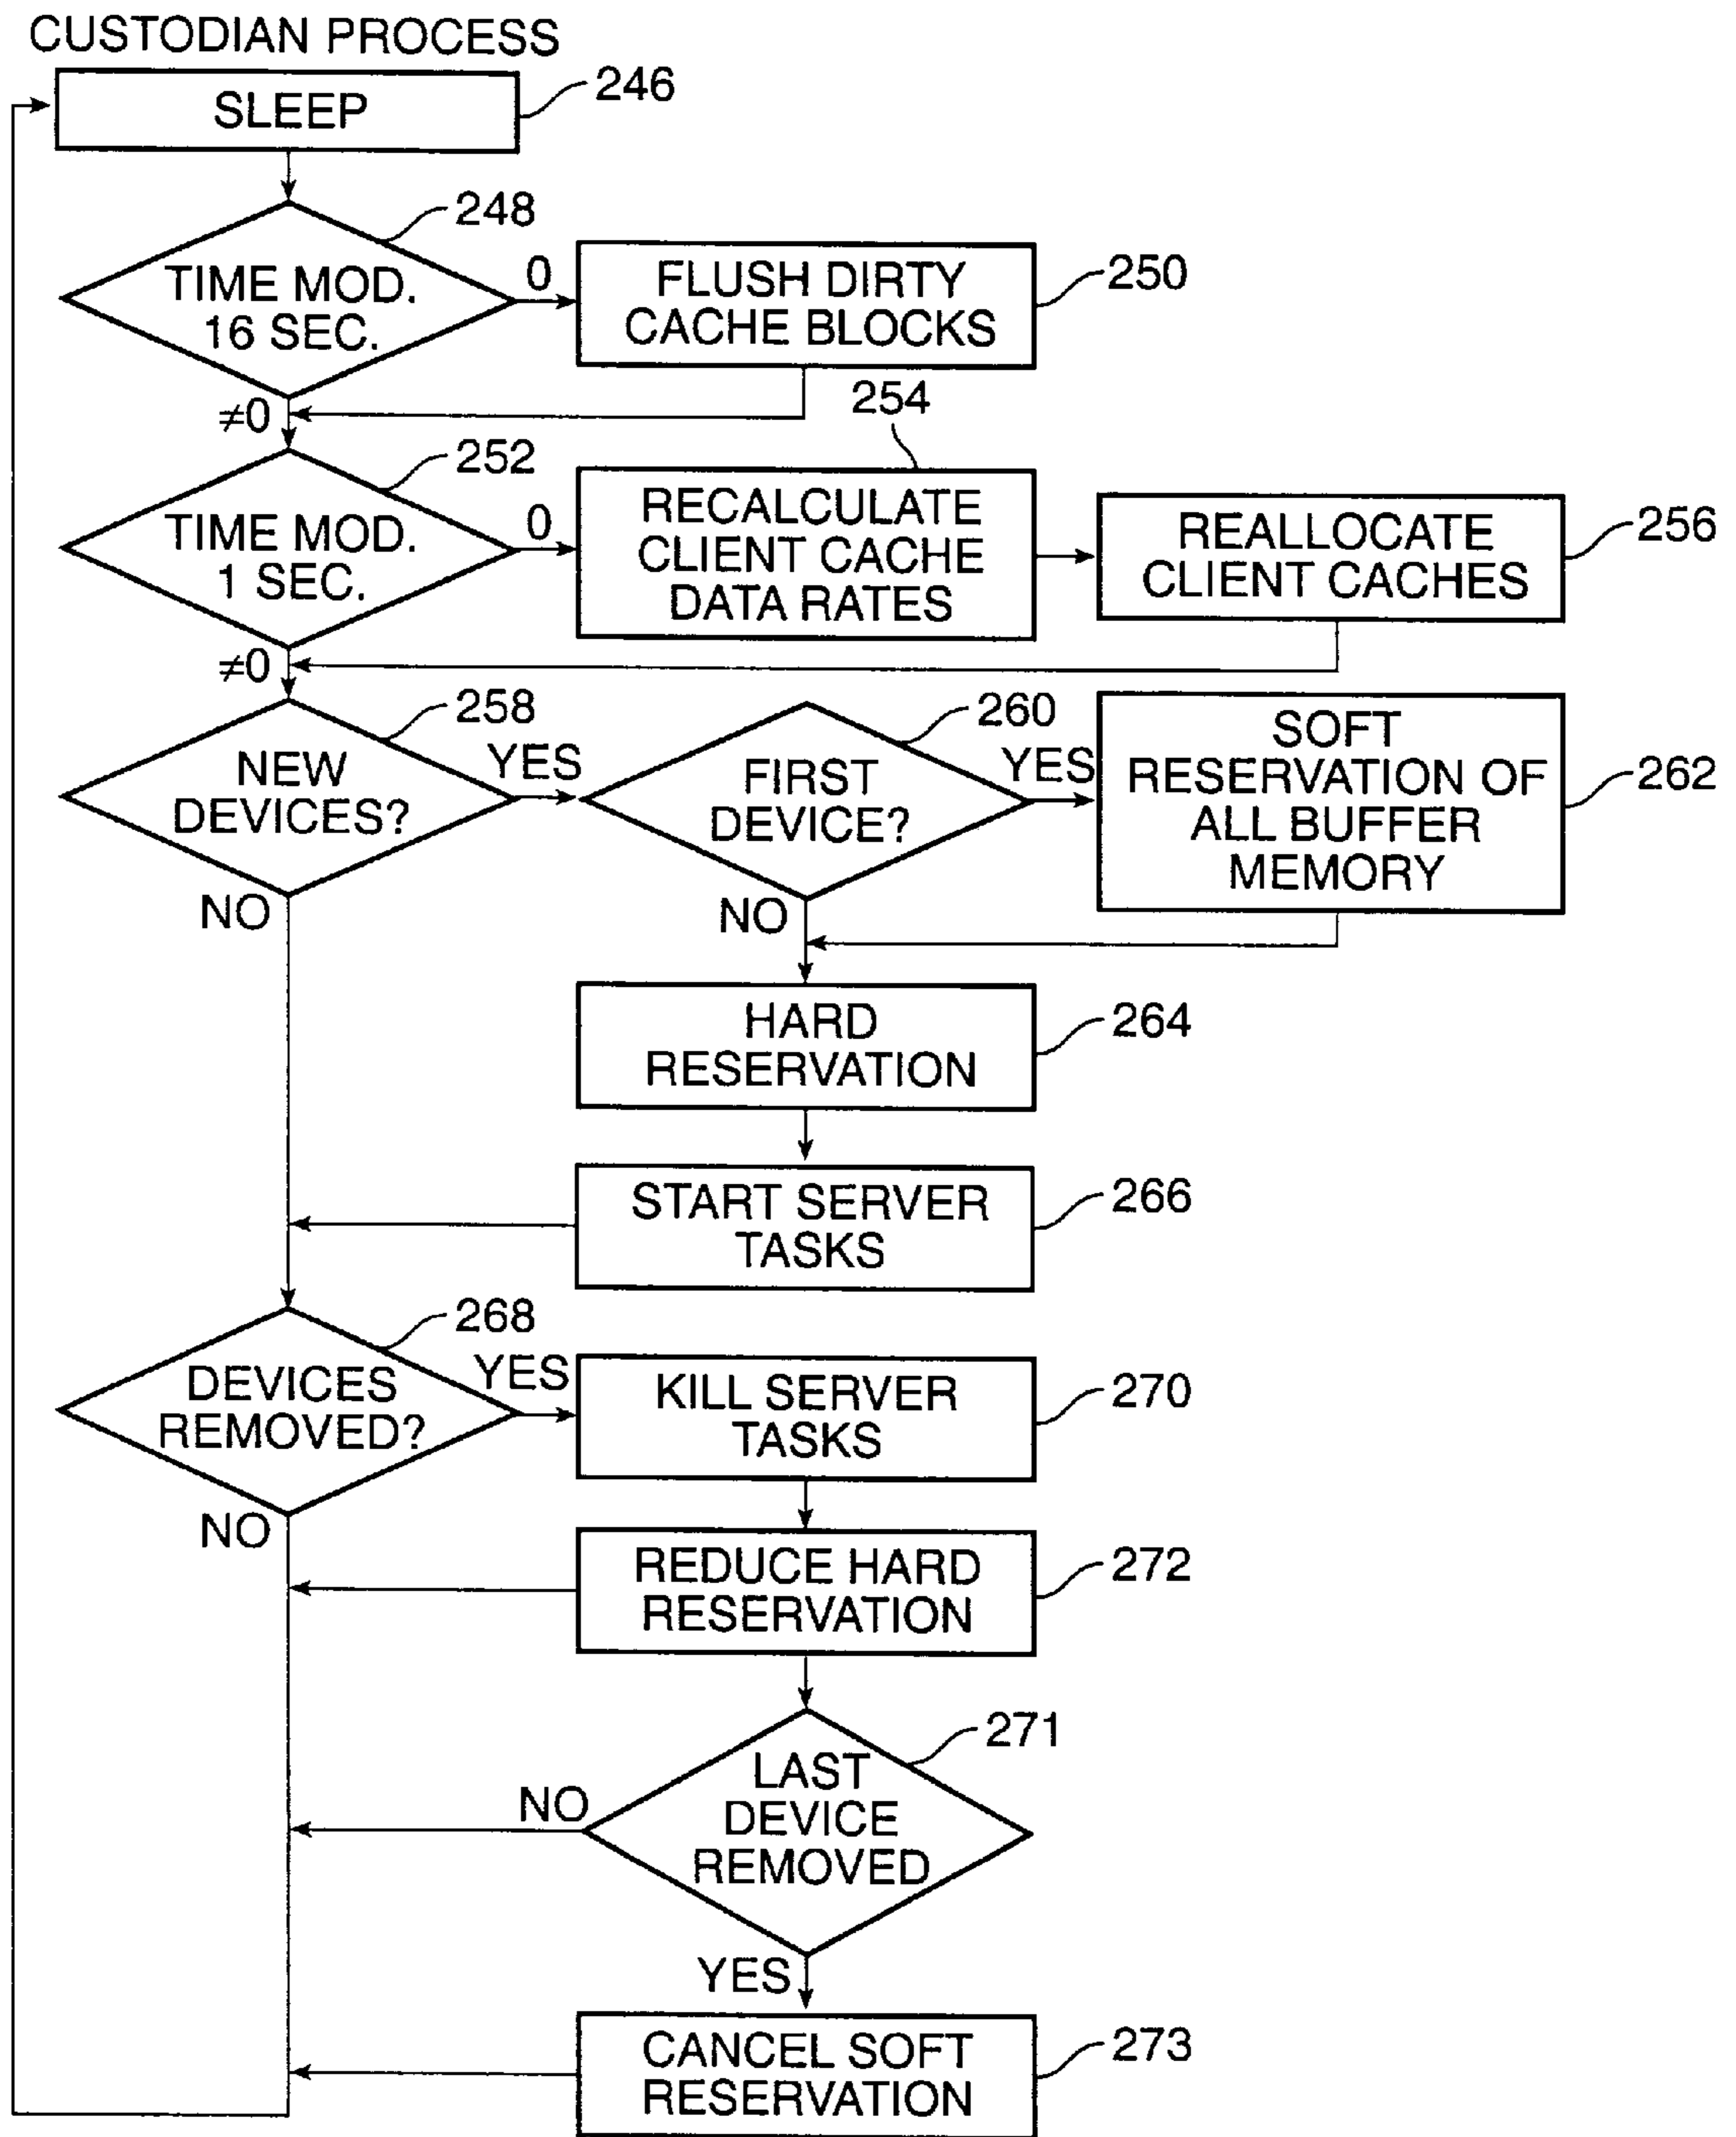 CUSTODIAN PROCESS
SLEEP
246
248
TIME MOD.
16 SEC.
0
≠0
FLUSH DIRTY
CACHE BLOCKS
250
252
TIME MOD.
1 SEC.
0
≠0
254
RECALCULATE
CLIENT CACHE
DATA RATES
REALLOCATE
CLIENT CACHES
256
258
NEW
DEVICES?
YES
NO
260
FIRST
DEVICE?
YES
NO
SOFT
RESERVATION OF
ALL BUFFER
MEMORY
262
HARD
RESERVATION
264
START SERVER
TASKS
266
268
DEVICES
REMOVED?
YES
NO
KILL SERVER
TASKS
270
REDUCE HARD
RESERVATION
272
271
LAST
DEVICE
REMOVED
NO
YES
CANCEL SOFT
RESERVATION
273